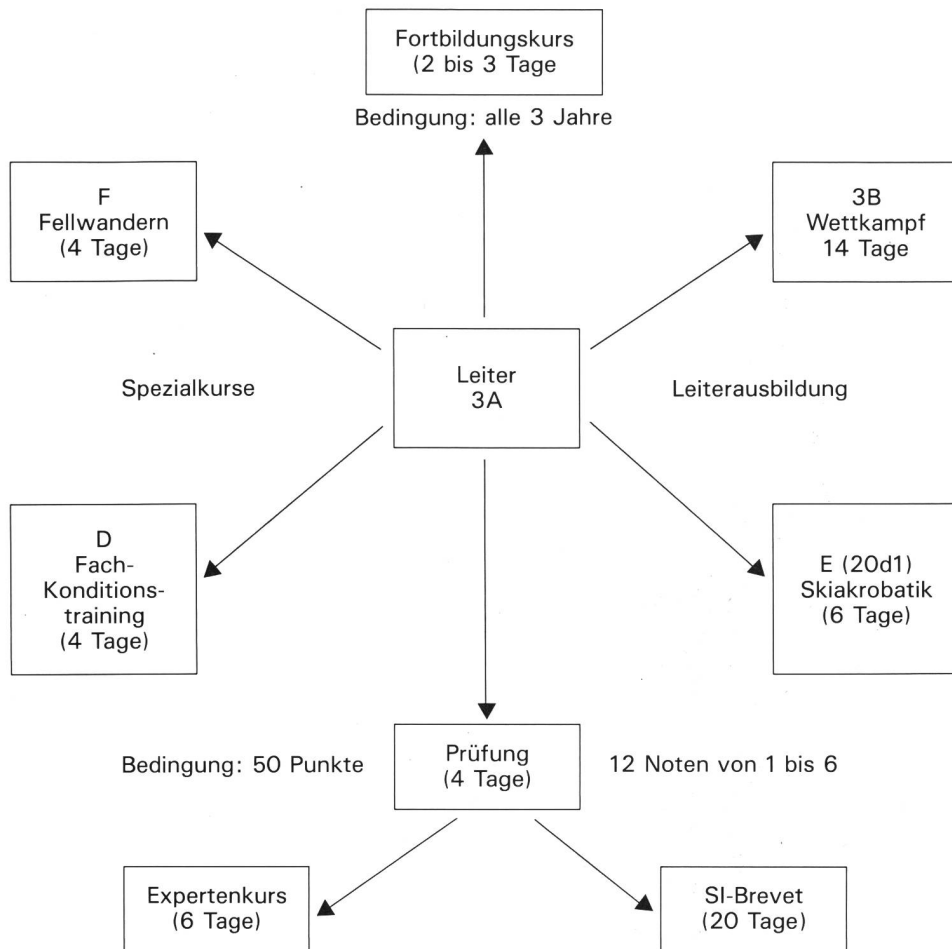 Fortbildungskurs
(2 bis 3 Tage
Bedingung: alle 3 Jahre
F
Fellwandern
(4 Tage)
3B
Wettkampf
14 Tage
Spezialkurse
Leiter
3A
Leiterausbildung
D
Fach-
Konditions-
training
(4 Tage)
E (20d1)
Skiakrobatik
(6 Tage)
Bedingung: 50 Punkte
Prüfung
(4 Tage)
12 Noten von 1 bis 6
Expertenkurs
(6 Tage)
SI-Brevet
(20 Tage)